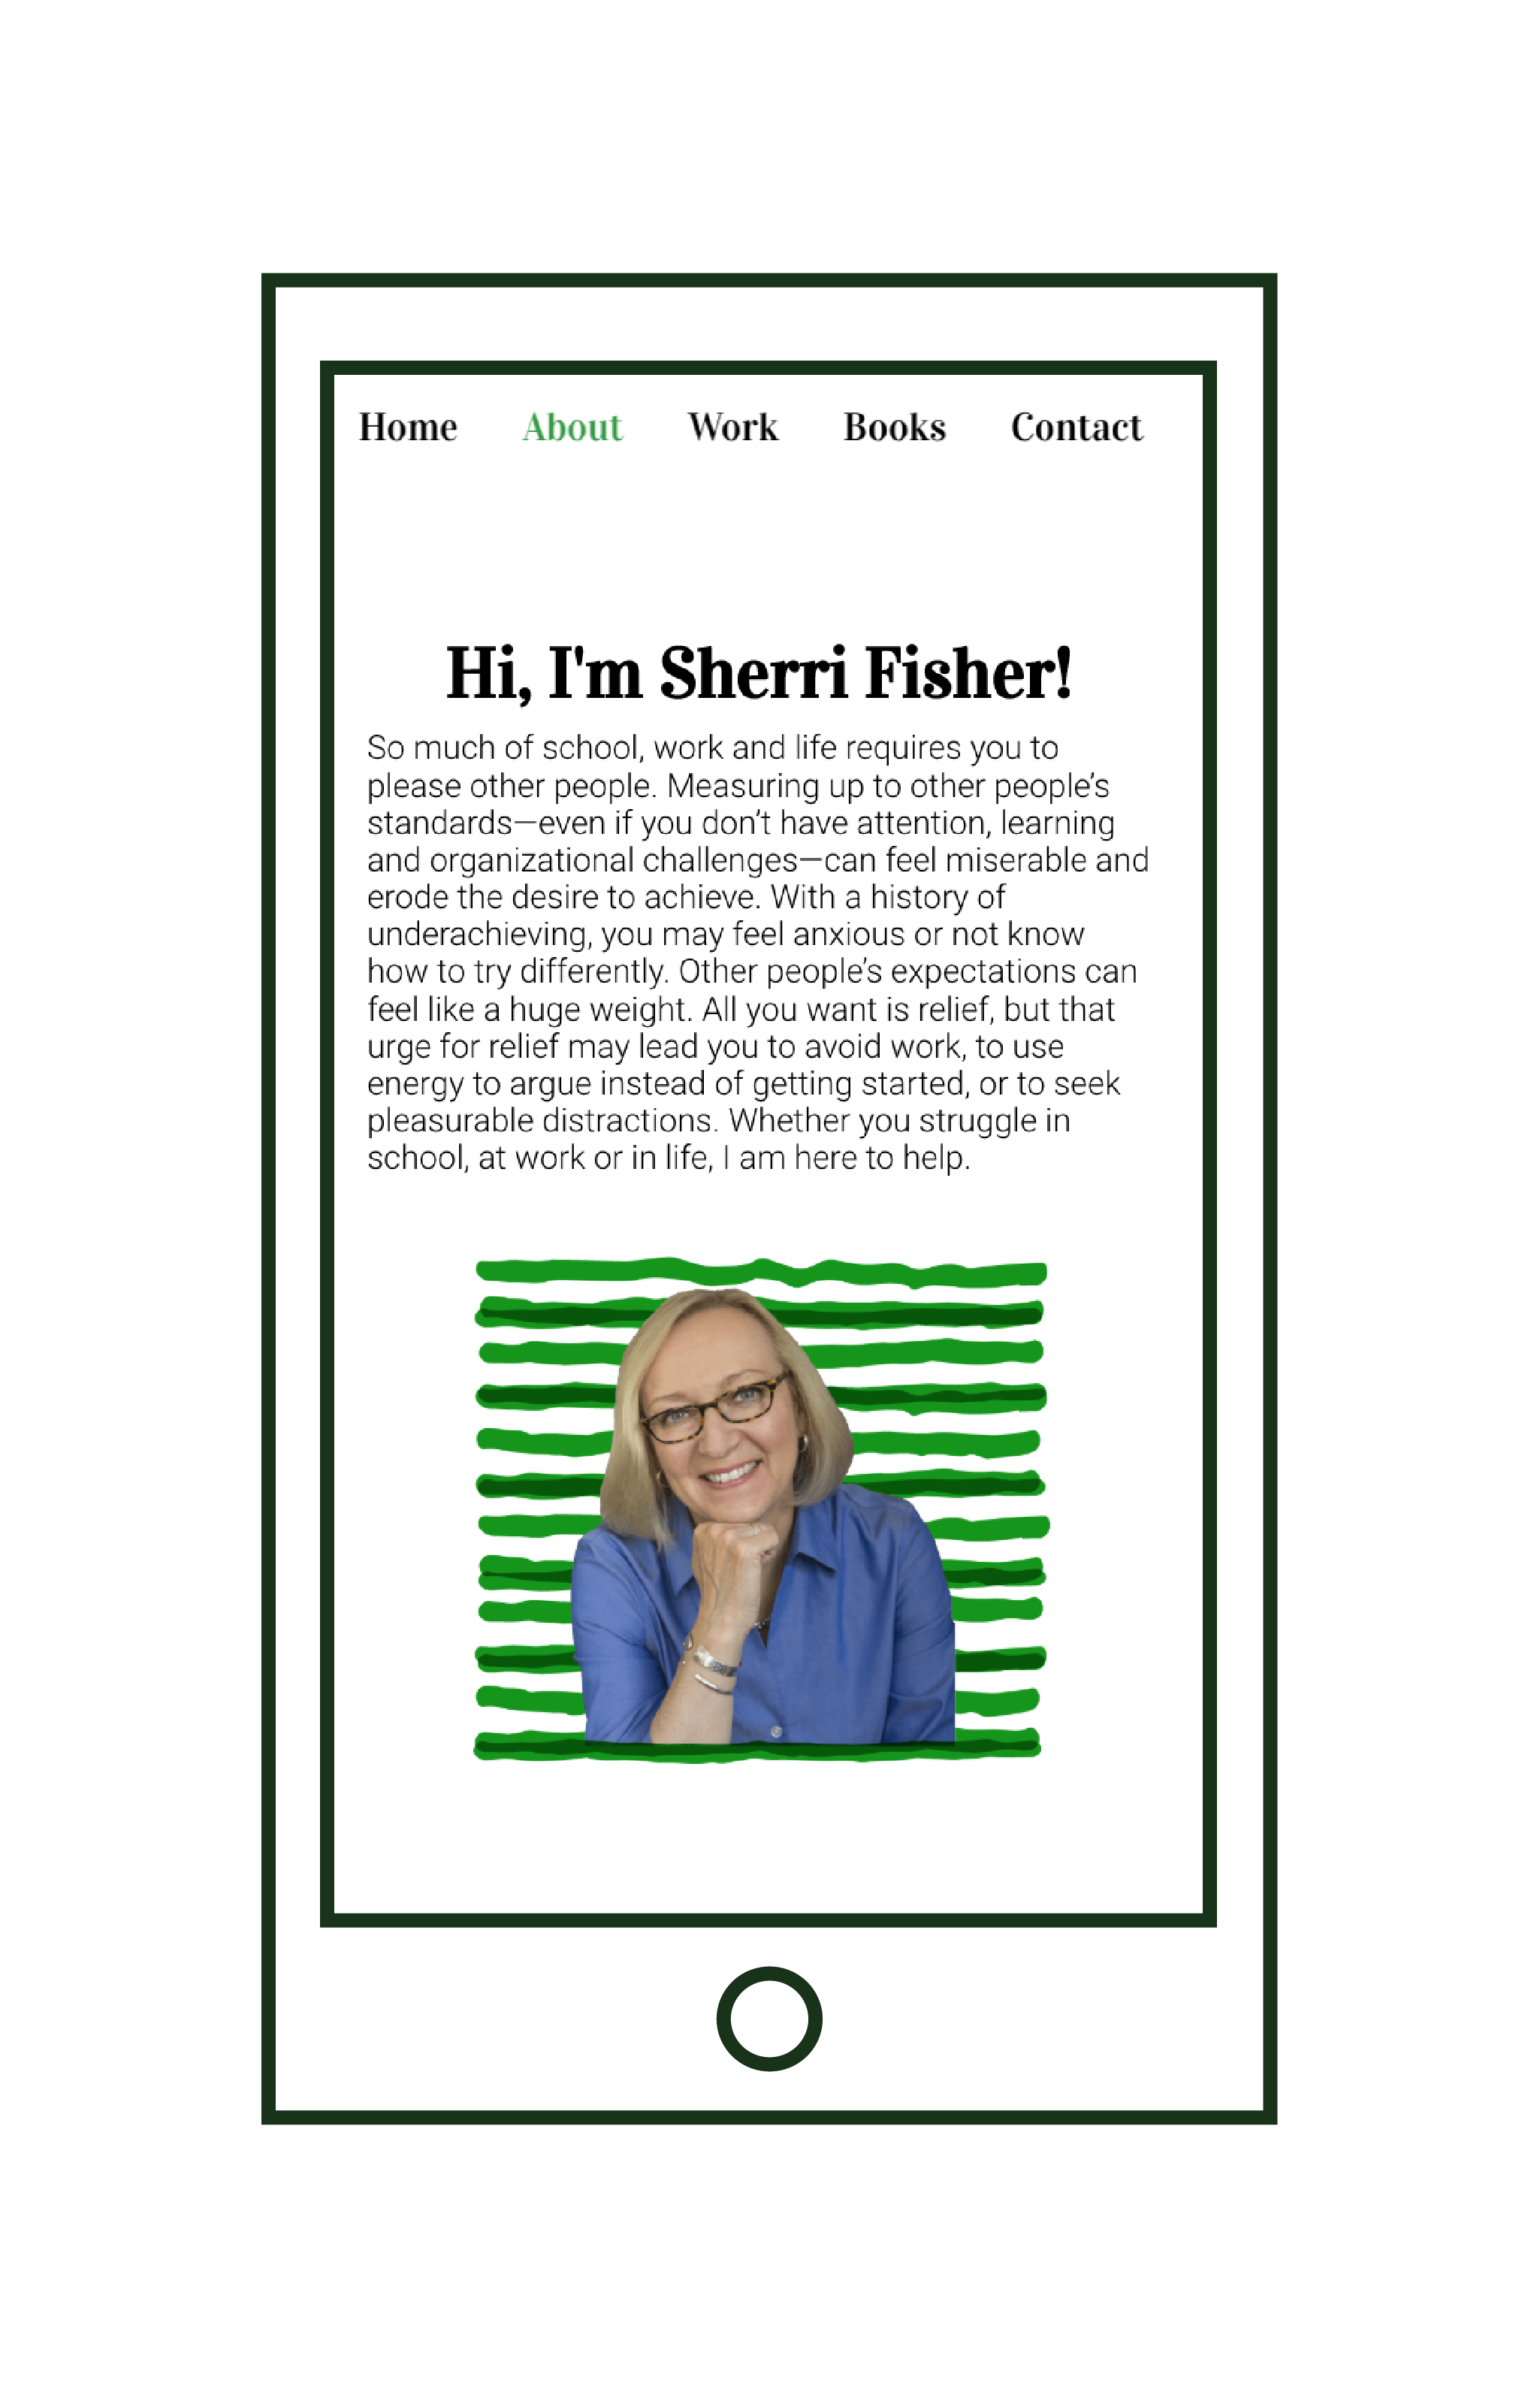 Home About Work Books Contact
Hi, I'm Sherri Fisher!
So much of school, work and life requires you to
please other people. Measuring up to other people’s
standards—even if you don’t have attention, learning
and organizational challenges—can feel miserable and
erode the desire to achieve. With a history of
underachieving, you may feel anxious or not know
how to try differently. Other people’s expectations can
feel like a huge weight. All you want is relief, but that
urge for relief may lead you to avoid work, to use
energy to argue instead of getting started, or to seek
pleasurable distractions. Whether you struggle in
school, at work or in life, I am here to help.